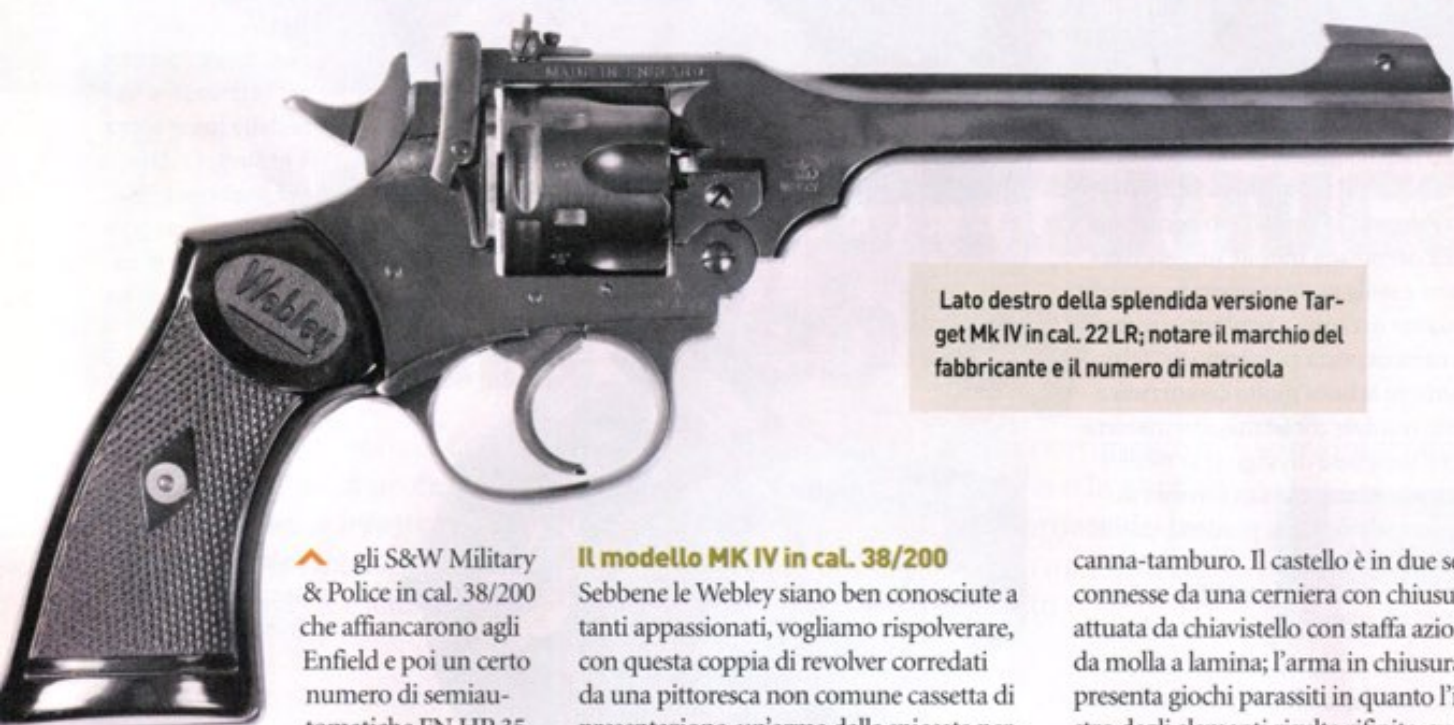 MADE IN ENGLAND
Webley
Lato destro della splendida versione Tar-
get Mk IV in cal. 22 LR; notare il marchio del
fabbricante e il numero di matricola
gli S&W Military
& Police in cal. 38/200
che affiancarono agli
Enfield e poi un certo
numero di semiau-
Il modello MK IV in cal. 38/200
Sebbene le Webley siano ben conosciute a
tanti appassionati, vogliamo rispolverare,
con questa coppia di revolver corredati
da una pittoresca non comune cassetta di
canna-tamburo. Il castello è in due
connesse da una cerniera con
attuata da chiavistello con staffa
da molla a lamina; l'arma in
presenta giochi parassiti in quanto